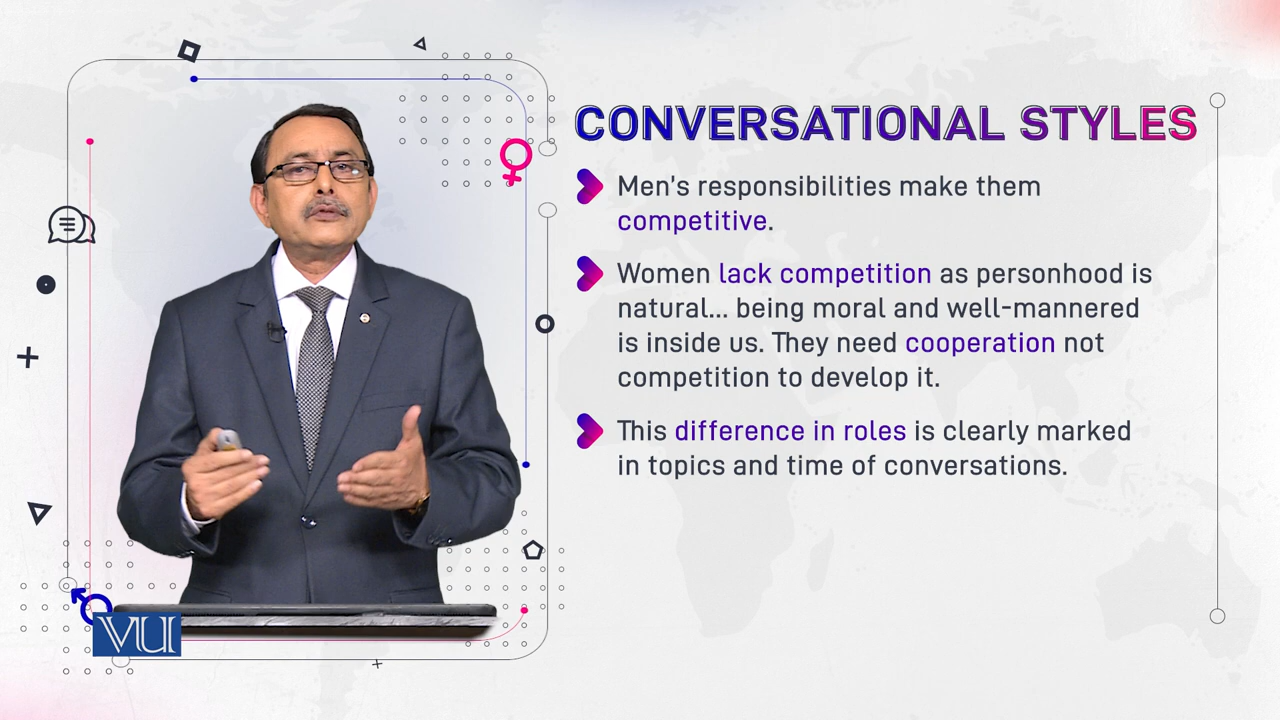 CONVERSATIONAL STYLES
Men's responsibilities make them
competitive.
Women lack competition as personhood is
natural... being moral and well-mannered
is inside us. They need cooperation not
competition to develop it.
This difference in roles is clearly marked
in topics and time of conversations.
VU